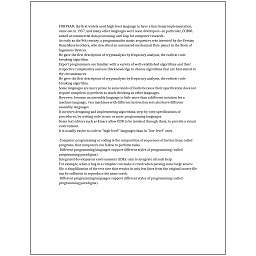 FORTRAN, the first widely used high-level language to have a functional implementation,
came out in 1957, and many other languages were soon developed—in particular, COBOL
aimed at commercial data processing, and Lisp for computer research.
As early as the 9th century, a programmable music sequencer was invented by the Persian
Banu Musa brothers, who described an automated mechanical flute player in the Book of
Ingenious Devices.
He gave the first description of cryptanalysis by frequency analysis, the earliest code-
breaking algorithm.
Expert programmers are familiar with a variety of well-established algorithms and their
respective complexities and use this knowledge to choose algorithms that are best suited to
the circumstances.
He gave the first description of cryptanalysis by frequency analysis, the earliest code-
breaking algorithm.
Some languages are more prone to some kinds of faults because their specification does not
require compilers to perform as much checking as other languages.
However, because an assembly language is little more than a different notation for a
machine language, two machines with different instruction sets also have different
assembly languages.
It involves designing and implementing algorithms, step-by-step specifications of
procedures, by writing code in one or more programming languages.
Some text editors such as Emacs allow GDB to be invoked through them, to provide a visual
environment.
It is usually easier to code in "high-level" languages than in "low-level" ones.
Computer programming or coding is the composition of sequences of instructions, called
programs, that computers can follow to perform tasks.
Different programming languages support different styles of programming (called
programming paradigms).
Integrated development environments (IDEs) aim to integrate all such help.
For example, when a bug in a compiler can make it crash when parsing some large source
file, a simplification of the test case that results in only few lines from the original source file
can be sufficient to reproduce the same crash.
Different programming languages support different styles of programming (called
programming paradigms).